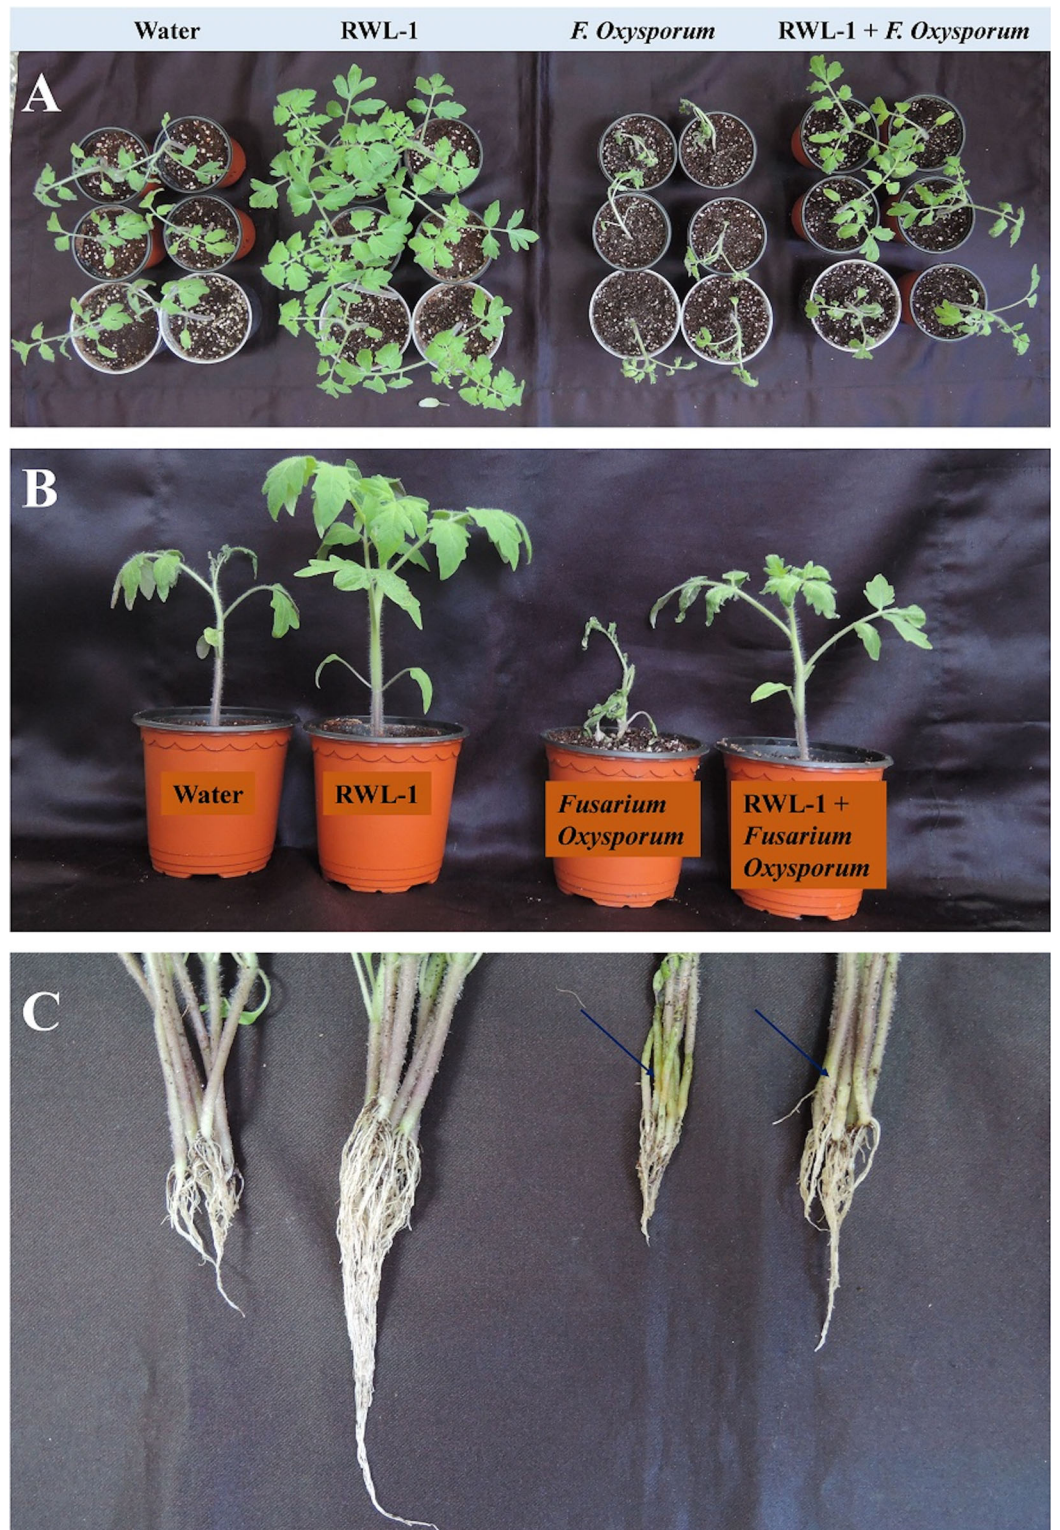 Water RWL-1 F. Oxysporum RWL-1 + F. Oxysporum
A
B
Water
RWL-1
Fusarium
Oxysporum
RWL-1 +
Fusarium
Oxysporum
C